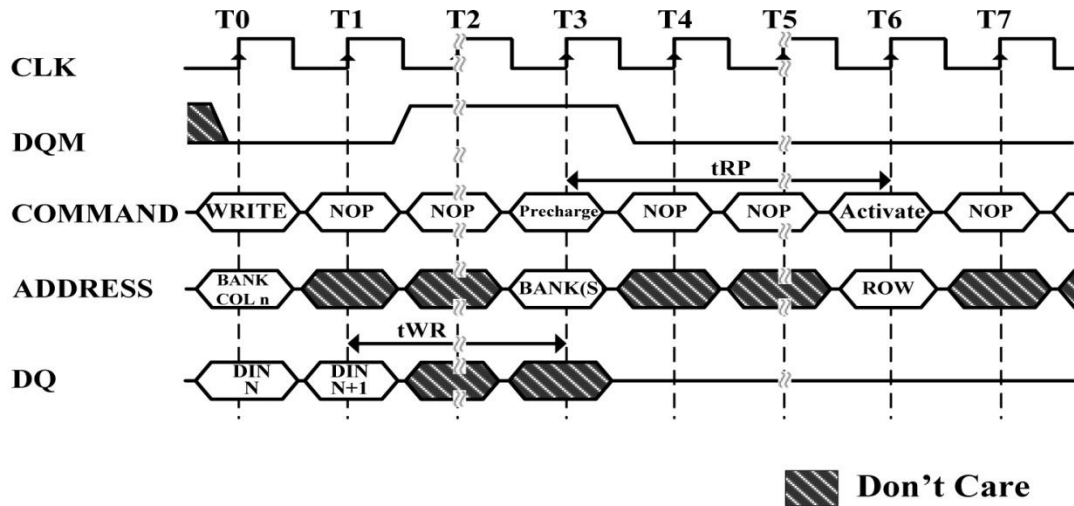 T0 T1 T2 T3 T4 T5 T6 T7
CLK
DQM
tRP
COMMAND WRITE NOP NOP Precharge NOP NOP Activate NOP
ADDRESS BANK COL n BANK(S ROW
tWR
DQ DIN N DIN N+1
Don't Care